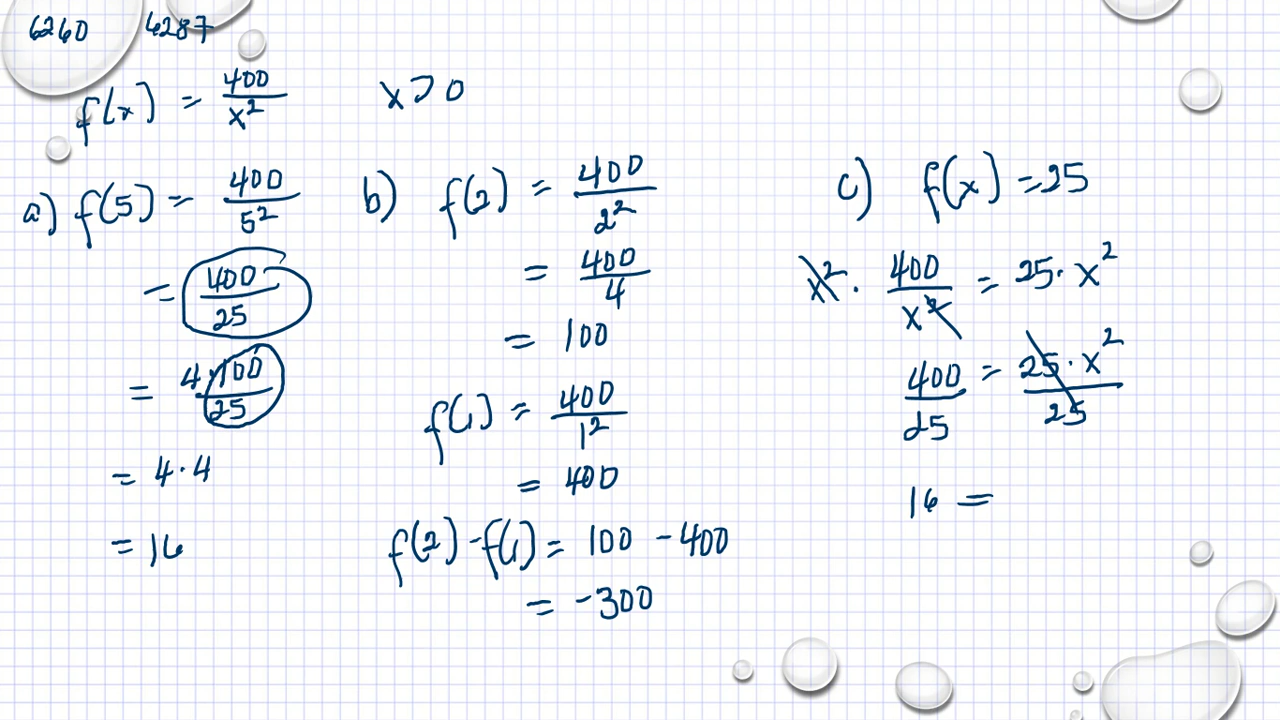 6260 6287
f(x) = 400/x² x > 0
a) f(5) = 400/5²
= 400/25
= 4·100/25
= 4·4
= 16
b) f(2) = 400/2²
= 400/4
= 100
f(1) = 400/1²
= 400
f(2) - f(1) = 100 - 400
= -300
c) f(x) = 25
x² · 400/x² = 25 · x²
400/25 = 25 · x²/25
16 =